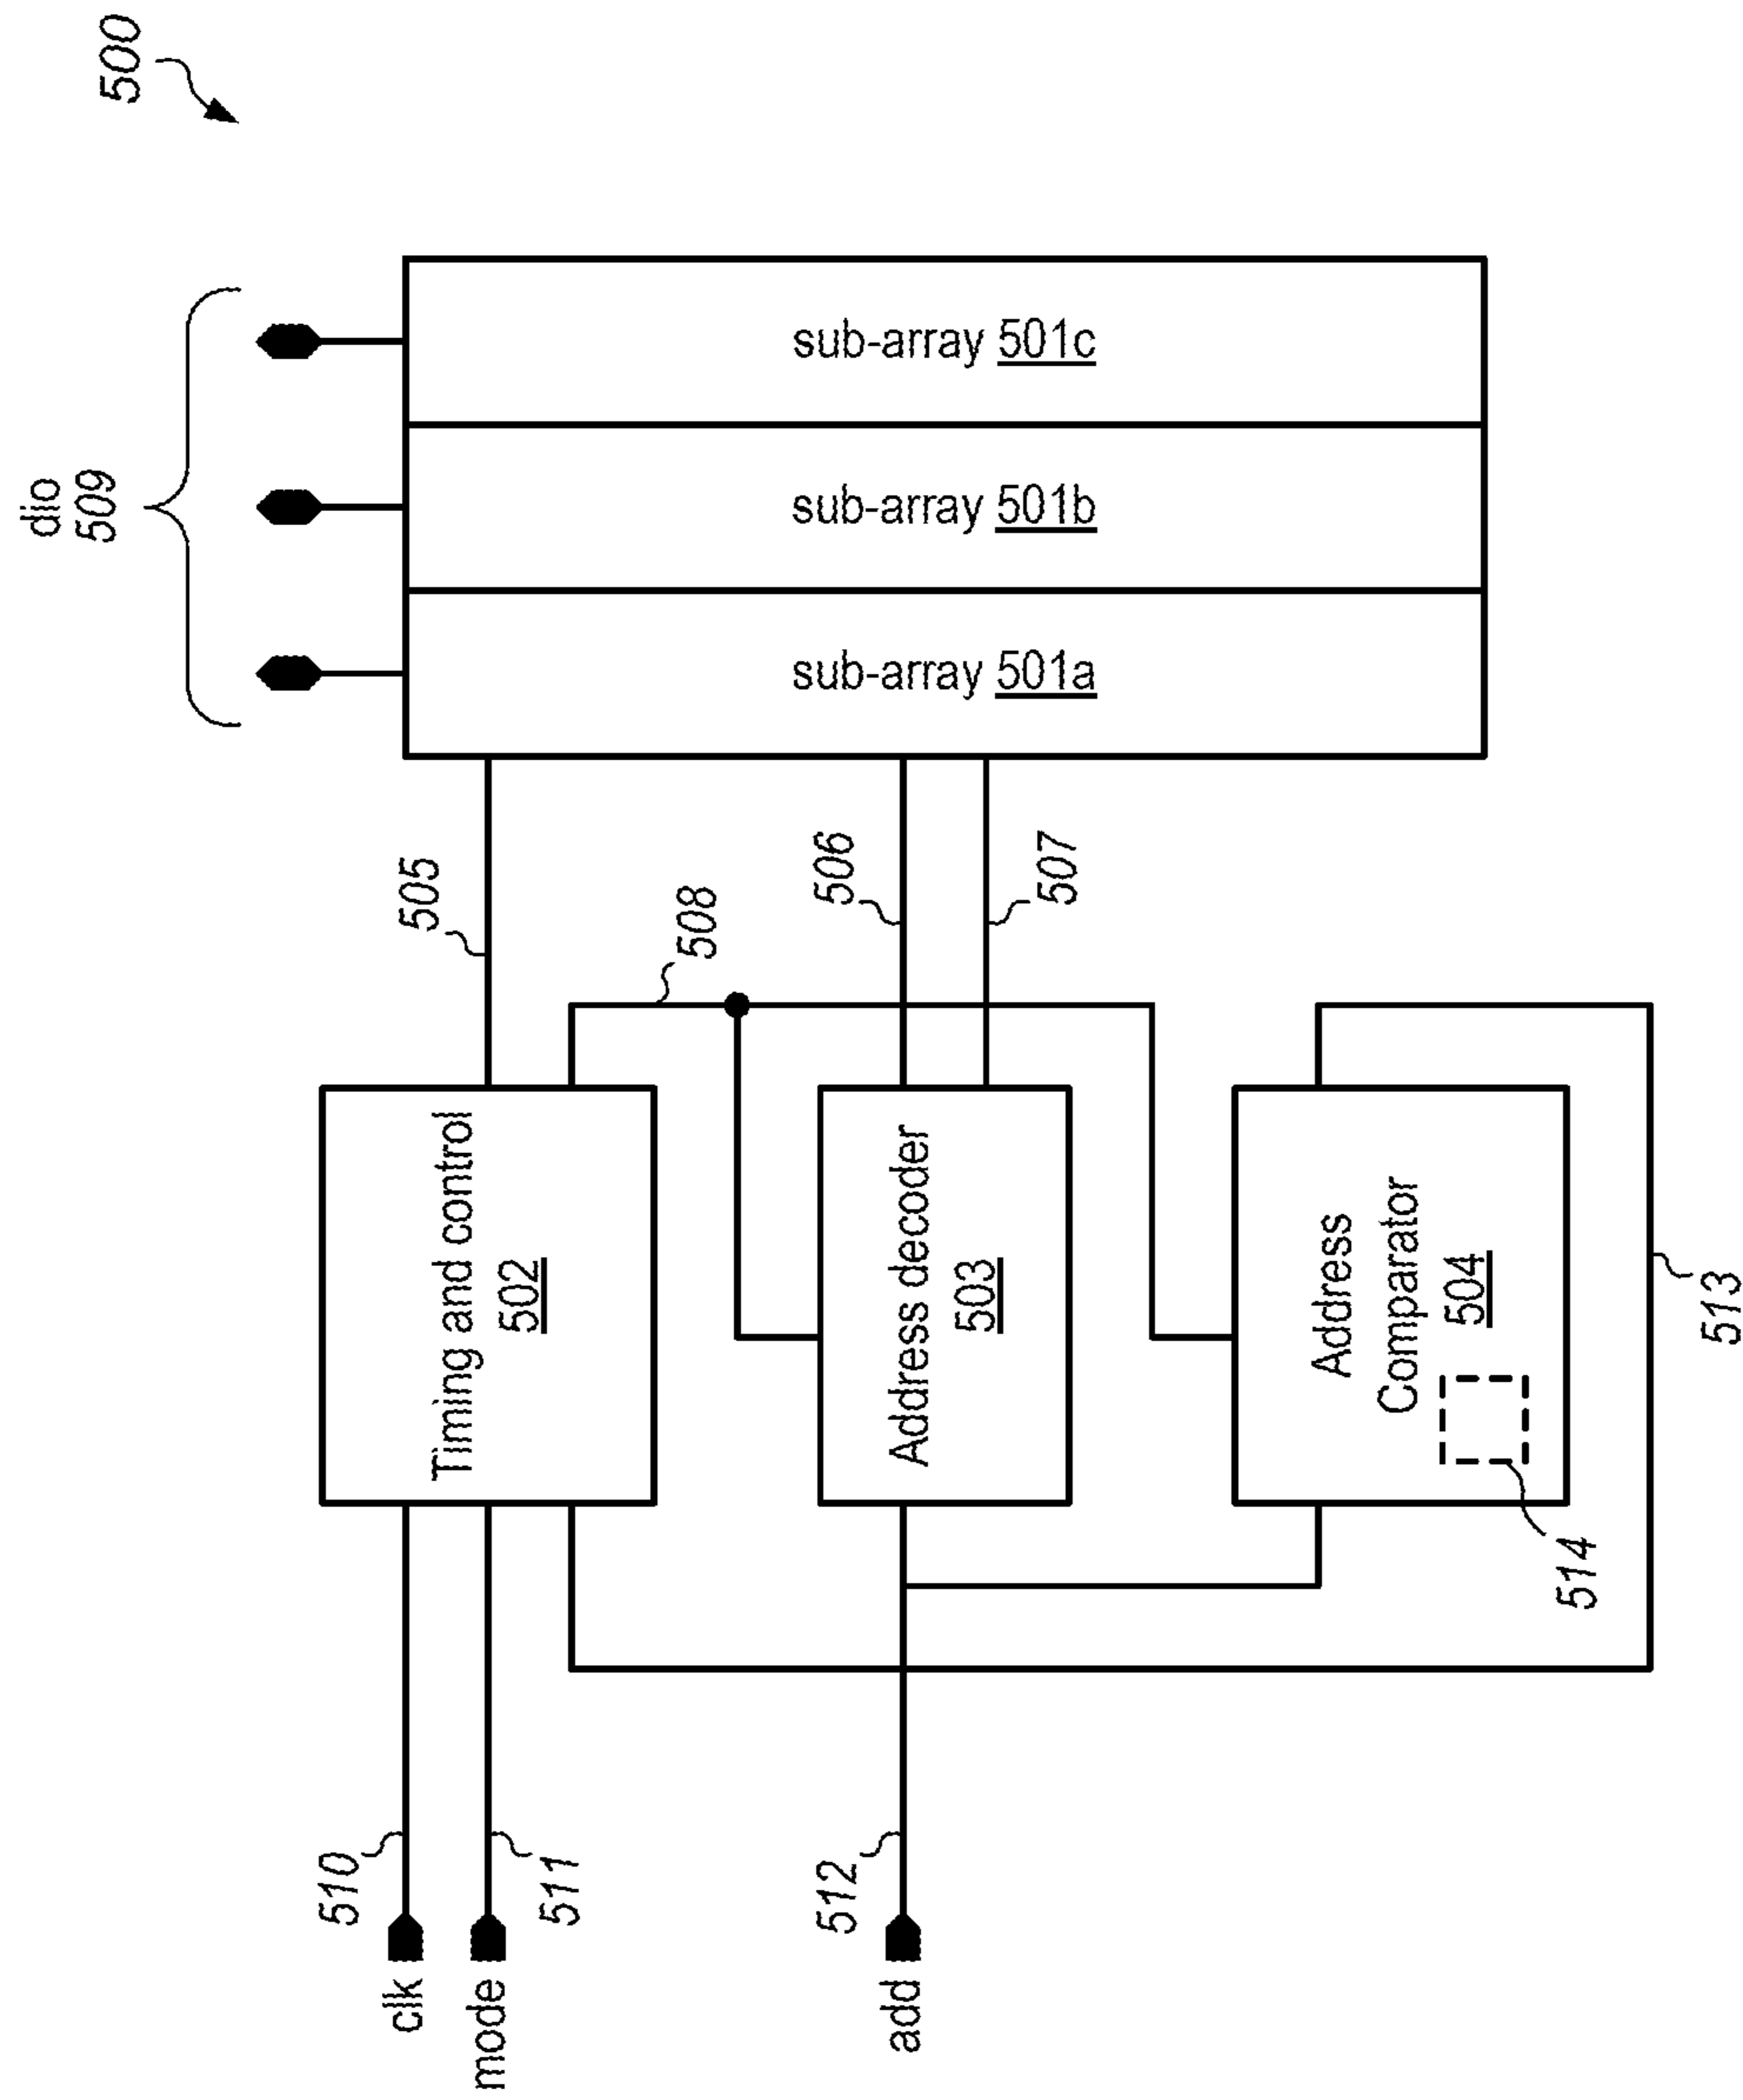 500
dio
509
sub-array 501c
sub-array 501b
sub-array 501a
505
508
506
507
Timing and control
502
Address decoder
503
Address
Comparator
504
513
514
510
clk
511
mode
512
add